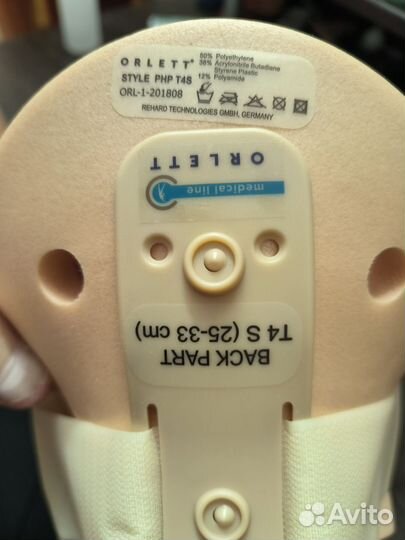 ORLETT®
STYLE PHP T4S
ORL-1-201808
50% Polyethylene
38% Acrylonitrile Butadiene
Styrene Plastic
12% Polyamide
REHARD TECHNOLOGIES GMBH, GERMANY
ORLETT
medical line
BACK PART
T4 S (25-33 cm)
Avito